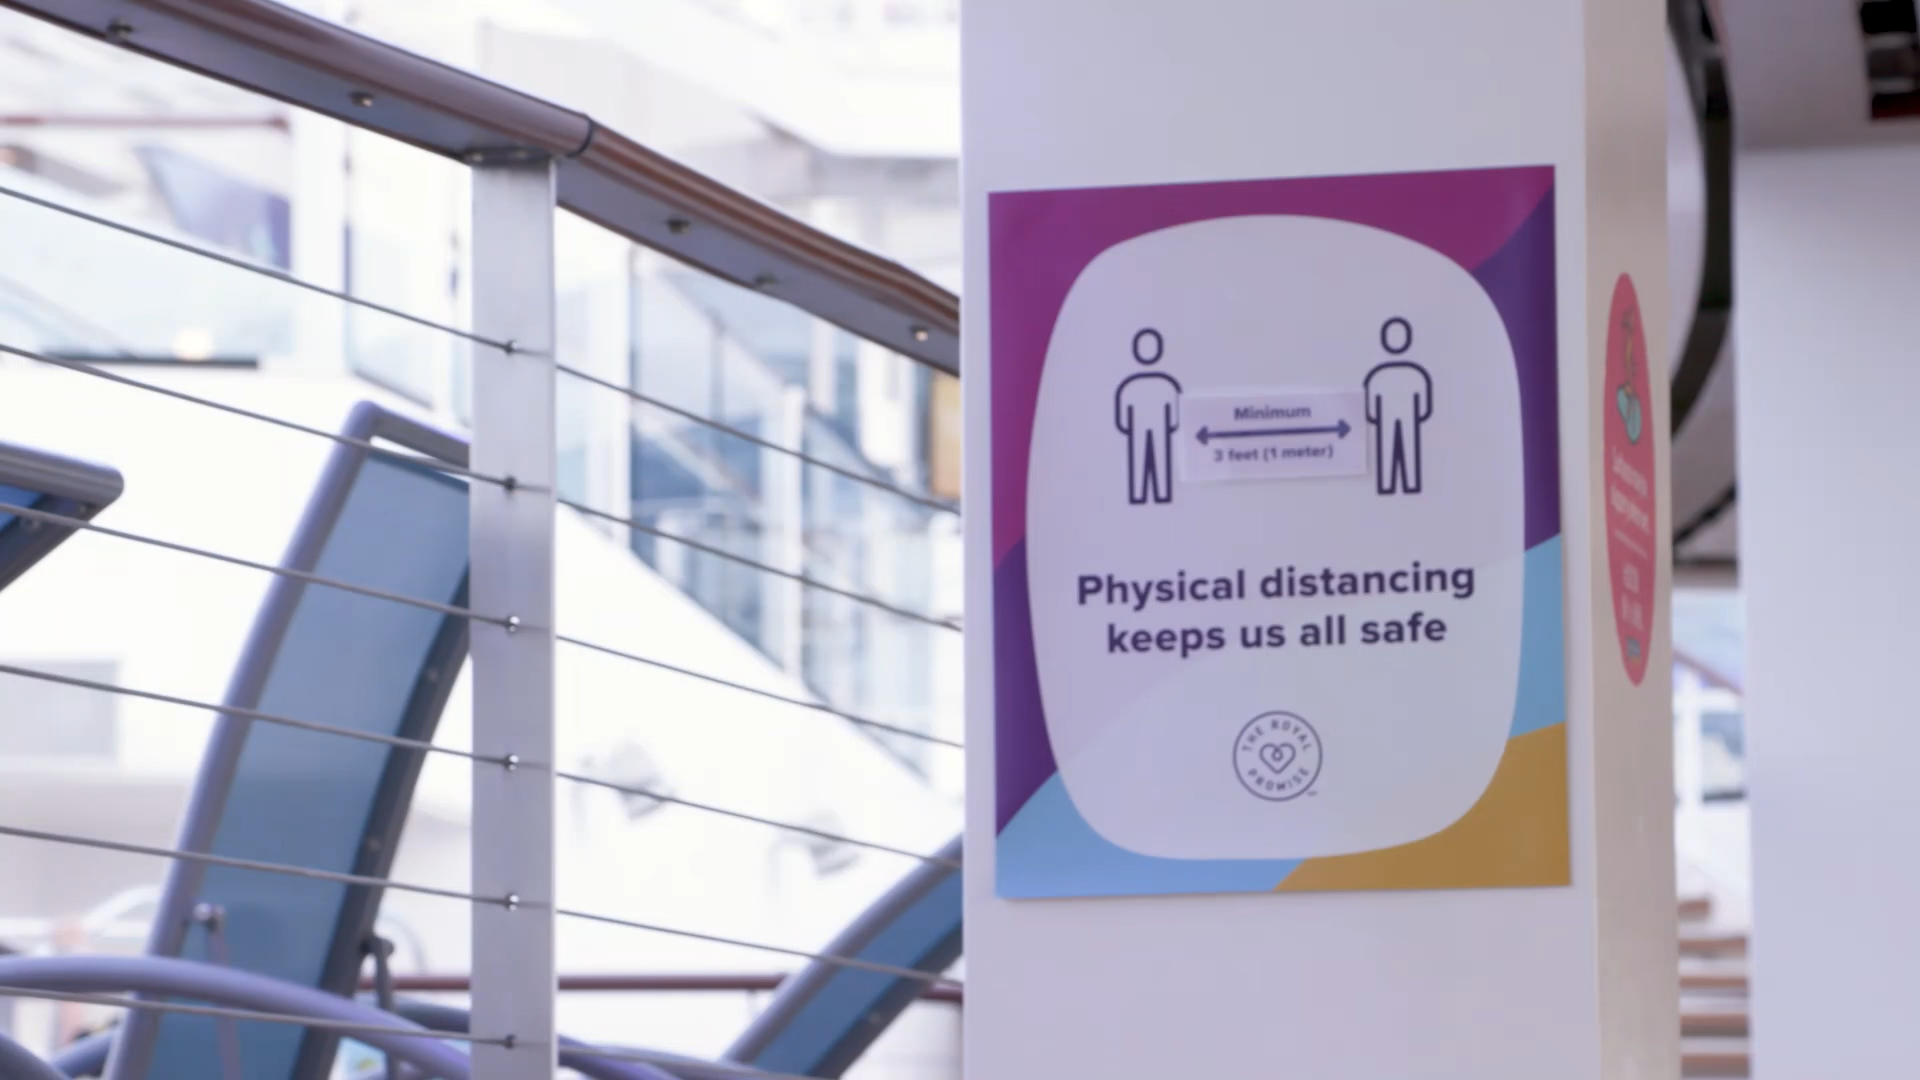 Minimum
3 feet (1 meter)
Physical distancing
keeps us all safe
THE ROYAL
PROMISE